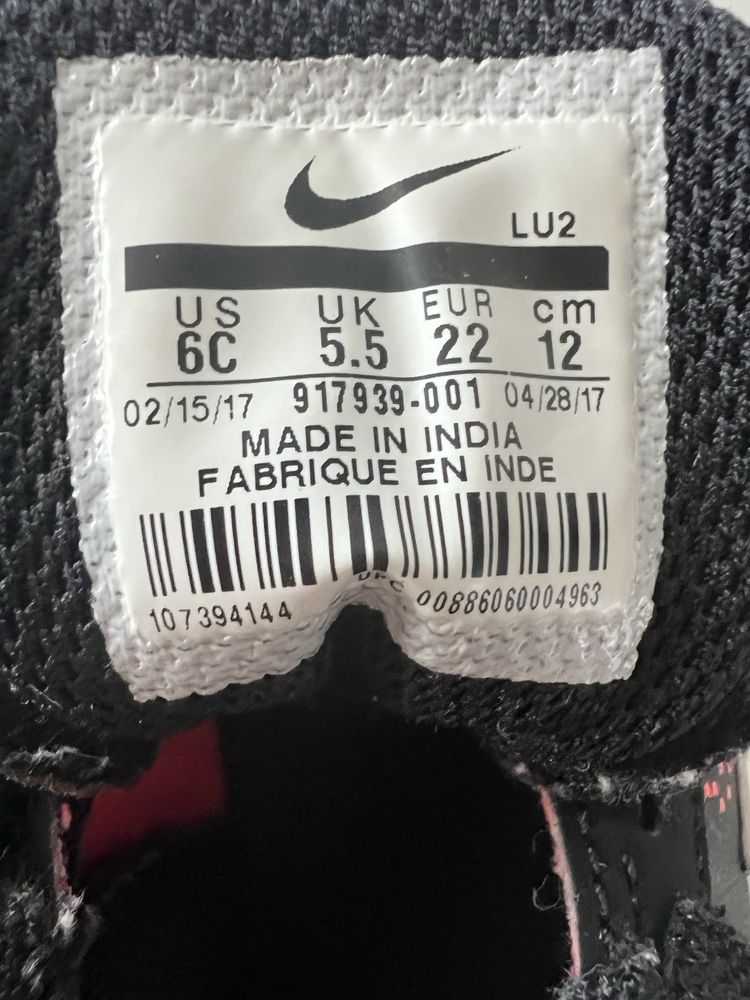 LU2
US UK EUR cm
6C 5.5 22 12
02/15/17 917939-001 04/28/17
MADE IN INDIA
FABRIQUE EN INDE
UPC
107394144 00886060004963